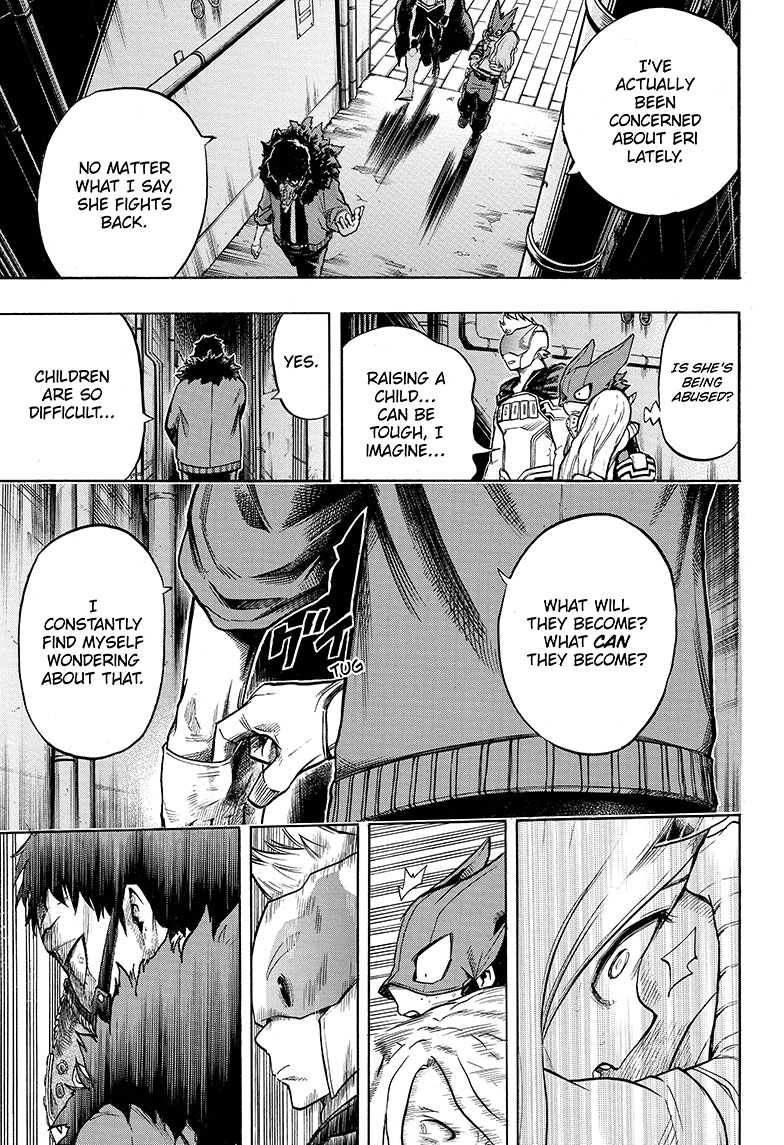 I'VE
ACTUALLY
BEEN
CONCERNED
ABOUT ERI
LATELY.
NO MATTER
WHAT I SAY,
SHE FIGHTS
BACK.
IS SHE'S
BEING
ABUSED?
RAISING A
CHILD...
CAN BE
TOUGH, I
IMAGINE...
YES.
CHILDREN
ARE SO
DIFFICULT...
WHAT WILL
THEY BECOME?
WHAT CAN
THEY BECOME?
グイ
TUG
I
CONSTANTLY
FIND MYSELF
WONDERING
ABOUT THAT.